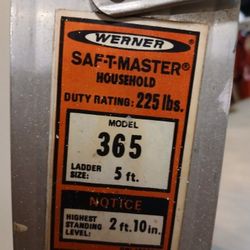 WERNER
SAF-T-MASTER®
HOUSEHOLD
DUTY RATING: 225 lbs.
MODEL
365
LADDER
SIZE: 5 ft.
NOTICE
HIGHEST
STANDING 2 ft. 10 in.
LEVEL: